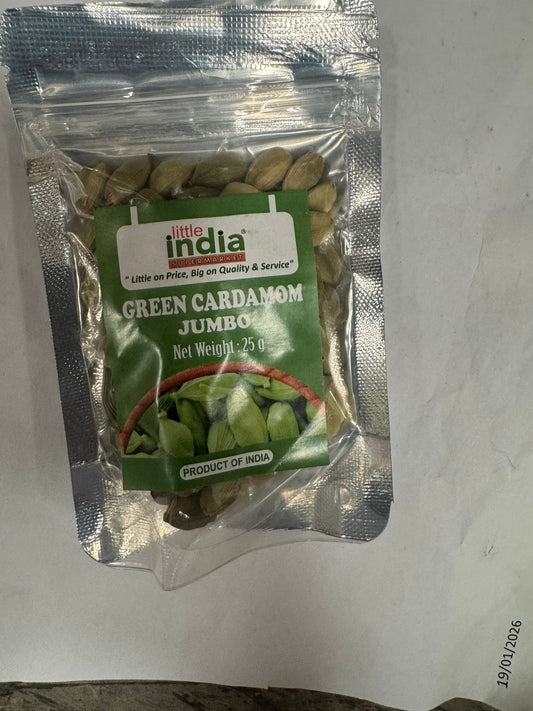 little
india®
SUPERMARKET
" Little on Price, Big on Quality & Service"
GREEN CARDAMOM
JUMBO
Net Weight : 25 g
PRODUCT OF INDIA
19/01/2026